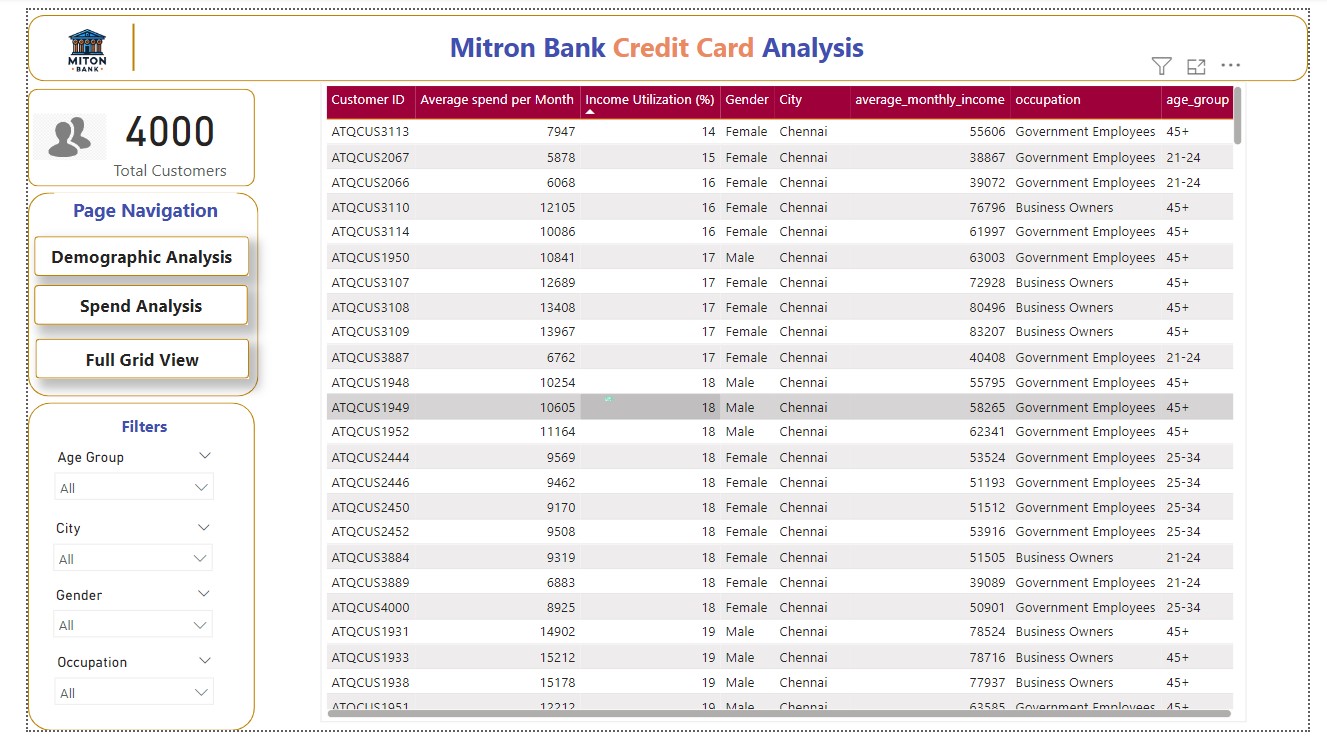 MITON
· BANK ·
Mitron Bank Credit Card Analysis
4000
Total Customers
Page Navigation
Demographic Analysis
Spend Analysis
Full Grid View
Filters
Age Group
All
City
All
Gender
All
Occupation
All
Customer ID Average spend per Month Income Utilization (%) Gender City average_monthly_income occupation age_group
ATQCUS3113 7947 14 Female Chennai 55606 Government Employees 45+
ATQCUS2067 5878 15 Female Chennai 38867 Government Employees 21-24
ATQCUS2066 6068 16 Female Chennai 39072 Government Employees 21-24
ATQCUS3110 12105 16 Female Chennai 76796 Business Owners 45+
ATQCUS3114 10086 16 Female Chennai 61997 Government Employees 45+
ATQCUS1950 10841 17 Male Chennai 63003 Government Employees 45+
ATQCUS3107 12689 17 Female Chennai 72928 Business Owners 45+
ATQCUS3108 13408 17 Female Chennai 80496 Business Owners 45+
ATQCUS3109 13967 17 Female Chennai 83207 Business Owners 45+
ATQCUS3887 6762 17 Female Chennai 40408 Government Employees 21-24
ATQCUS1948 10254 18 Male Chennai 55795 Government Employees 45+
ATQCUS1949 10605 18 Male Chennai 58265 Government Employees 45+
ATQCUS1952 11164 18 Male Chennai 62341 Government Employees 45+
ATQCUS2444 9569 18 Female Chennai 53524 Government Employees 25-34
ATQCUS2446 9462 18 Female Chennai 51193 Government Employees 25-34
ATQCUS2450 9170 18 Female Chennai 51512 Government Employees 25-34
ATQCUS2452 9508 18 Female Chennai 53916 Government Employees 25-34
ATQCUS3884 9319 18 Female Chennai 51505 Business Owners 21-24
ATQCUS3889 6883 18 Female Chennai 39089 Government Employees 21-24
ATQCUS4000 8925 18 Female Chennai 50901 Government Employees 25-34
ATQCUS1931 14902 19 Male Chennai 78524 Business Owners 45+
ATQCUS1933 15212 19 Male Chennai 78716 Business Owners 45+
ATQCUS1938 15178 19 Male Chennai 77937 Business Owners 45+
ATQCUS1951 12212 19 Male Chennai 63585 Government Employees 45+